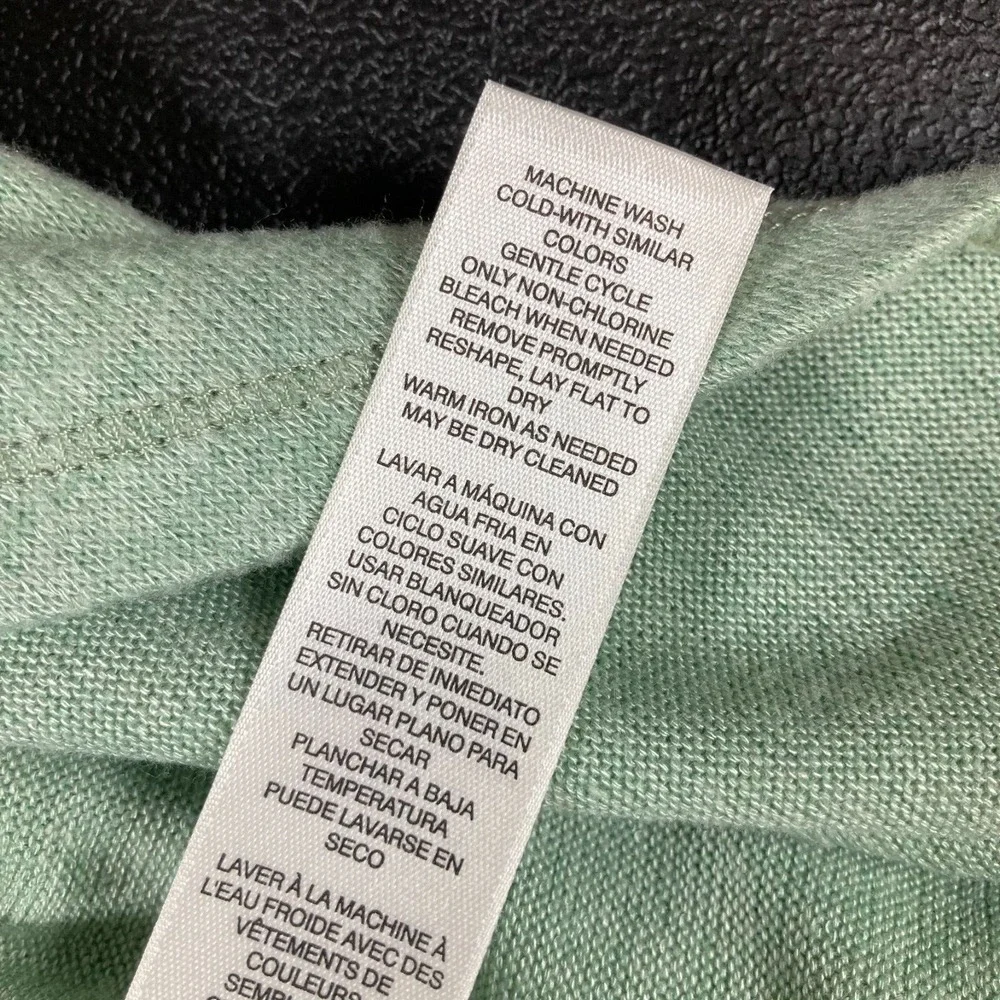 MACHINE WASH
COLD-WITH SIMILAR
COLORS
GENTLE CYCLE
ONLY NON-CHLORINE
BLEACH WHEN NEEDED
REMOVE PROMPTLY
RESHAPE, LAY FLAT TO
DRY
WARM IRON AS NEEDED
MAY BE DRY CLEANED
LAVAR A MÁQUINA CON
AGUA FRIA EN
CICLO SUAVE CON
COLORES SIMILARES.
USAR BLANQUEADOR
SIN CLORO CUANDO SE
NECESITE.
RETIRAR DE INMEDIATO
EXTENDER Y PONER EN
UN LUGAR PLANO PARA
SECAR
PLANCHAR A BAJA
TEMPERATURA
PUEDE LAVARSE EN
SECO
LAVER À LA MACHINE À
L'EAU FROIDE AVEC DES
VÊTEMENTS DE
COULEURS